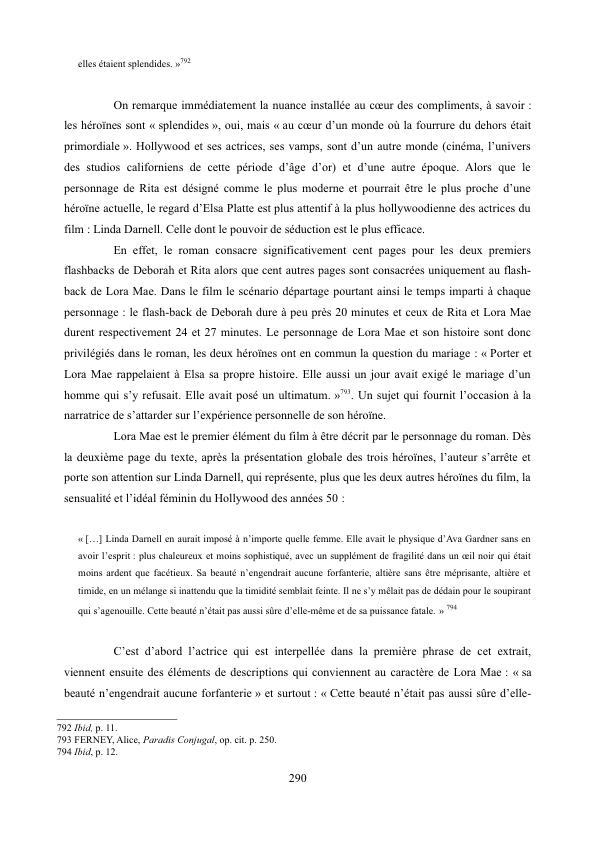 elles étaient splendides. »792
On remarque immédiatement la nuance installée au cœur des compliments, à savoir :
les héroïnes sont « splendides », oui, mais « au cœur d’un monde où la fourrure du dehors était
primordiale ». Hollywood et ses actrices, ses vamps, sont d’un autre monde (cinéma, l’univers
des studios californiens de cette période d’âge d’or) et d’une autre époque. Alors que le
personnage de Rita est désigné comme le plus moderne et pourrait être le plus proche d’une
héroïne actuelle, le regard d’Elsa Platte est plus attentif à la plus hollywoodienne des actrices du
film : Linda Darnell. Celle dont le pouvoir de séduction est le plus efficace.
En effet, le roman consacre significativement cent pages pour les deux premiers
flashbacks de Deborah et Rita alors que cent autres pages sont consacrées uniquement au flash-
back de Lora Mae. Dans le film le scénario départage pourtant ainsi le temps imparti à chaque
personnage : le flash-back de Deborah dure à peu près 20 minutes et ceux de Rita et Lora Mae
durent respectivement 24 et 27 minutes. Le personnage de Lora Mae et son histoire sont donc
privilégiés dans le roman, les deux héroïnes ont en commun la question du mariage : « Porter et
Lora Mae rappelaient à Elsa sa propre histoire. Elle aussi un jour avait exigé le mariage d’un
homme qui s’y refusait. Elle avait posé un ultimatum. »793. Un sujet qui fournit l’occasion à la
narratrice de s’attarder sur l’expérience personnelle de son héroïne.
Lora Mae est le premier élément du film à être décrit par le personnage du roman. Dès
la deuxième page du texte, après la présentation globale des trois héroïnes, l’auteur s’arrête et
porte son attention sur Linda Darnell, qui représente, plus que les deux autres héroïnes du film, la
sensualité et l’idéal féminin du Hollywood des années 50 :
« […] Linda Darnell en aurait imposé à n’importe quelle femme. Elle avait le physique d’Ava Gardner sans en
avoir l’esprit : plus chaleureux et moins sophistiqué, avec un supplément de fragilité dans un œil noir qui était
moins ardent que facétieux. Sa beauté n’engendrait aucune forfanterie, altière sans être méprisante, altière et
timide, en un mélange si inattendu que la timidité semblait feinte. Il ne s’y mêlait pas de dédain pour le soupirant
qui s’agenouille. Cette beauté n’était pas aussi sûre d’elle-même et de sa puissance fatale. » 794
C’est d’abord l’actrice qui est interpellée dans la première phrase de cet extrait,
viennent ensuite des éléments de descriptions qui conviennent au caractère de Lora Mae : « sa
beauté n’engendrait aucune forfanterie » et surtout : « Cette beauté n’était pas aussi sûre d’elle-
792 Ibid, p. 11.
793 FERNEY, Alice, Paradis Conjugal, op. cit. p. 250.
794 Ibid, p. 12.
290